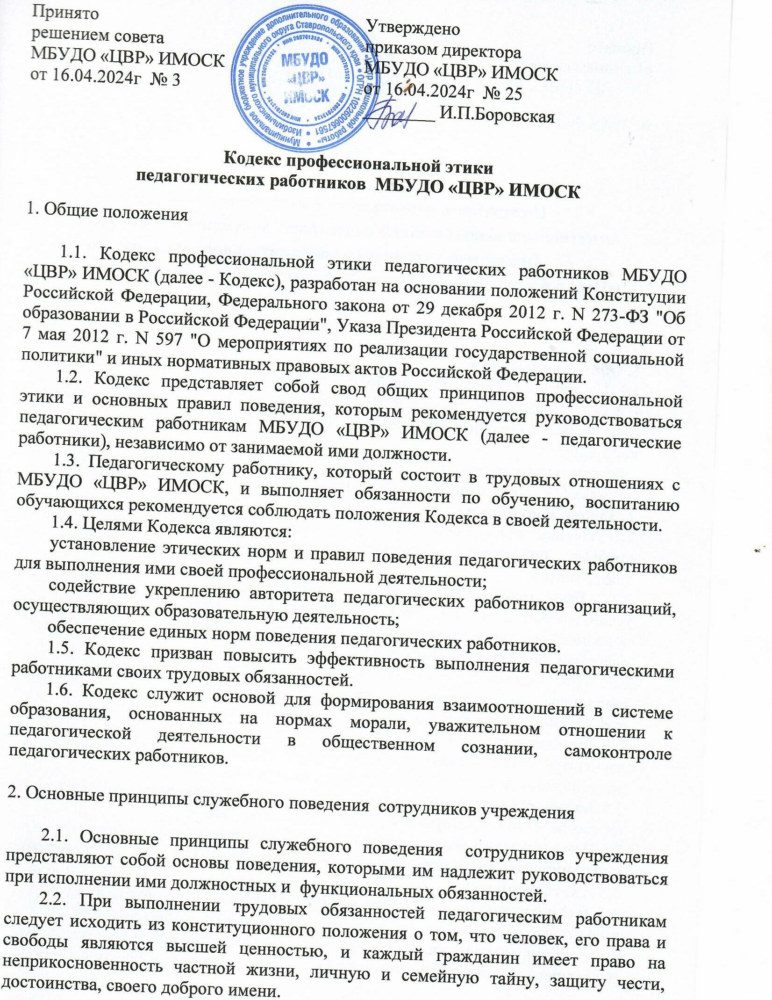 Принято
решением совета
МБУДО «ЦВР» ИМОСК
от 16.04.2024г № 3
Муниципальное бюджетное учреждение дополнительного образования «Центр внешкольной работы»
Изобильненского муниципального округа Ставропольского края * ОГРН 1022600667561 *
ИНН 2607013124 • ИНН 2607013124 • ИНН 2607013124 • ИНН 2607013124 • ИНН 2607013124 •
МБУДО
«ЦВР»
ИМОСК
Утверждено
приказом директора
МБУДО «ЦВР» ИМОСК
от 16.04.2024г № 25
________ И.П.Боровская
Кодекс профессиональной этики
педагогических работников МБУДО «ЦВР» ИМОСК
1. Общие положения
1.1. Кодекс профессиональной этики педагогических работников МБУДО
«ЦВР» ИМОСК (далее - Кодекс), разработан на основании положений Конституции
Российской Федерации, Федерального закона от 29 декабря 2012 г. N 273-ФЗ "Об
образовании в Российской Федерации", Указа Президента Российской Федерации от
7 мая 2012 г. N 597 "О мероприятиях по реализации государственной социальной
политики" и иных нормативных правовых актов Российской Федерации.
1.2. Кодекс представляет собой свод общих принципов профессиональной
этики и основных правил поведения, которым рекомендуется руководствоваться
педагогическим работникам МБУДО «ЦВР» ИМОСК (далее - педагогические
работники), независимо от занимаемой ими должности.
1.3. Педагогическому работнику, который состоит в трудовых отношениях с
МБУДО «ЦВР» ИМОСК, и выполняет обязанности по обучению, воспитанию
обучающихся рекомендуется соблюдать положения Кодекса в своей деятельности.
1.4. Целями Кодекса являются:
установление этических норм и правил поведения педагогических работников
для выполнения ими своей профессиональной деятельности;
содействие укреплению авторитета педагогических работников организаций,
осуществляющих образовательную деятельность;
обеспечение единых норм поведения педагогических работников.
1.5. Кодекс призван повысить эффективность выполнения педагогическими
работниками своих трудовых обязанностей.
1.6. Кодекс служит основой для формирования взаимоотношений в системе
образования, основанных на нормах морали, уважительном отношении к
педагогической деятельности в общественном сознании, самоконтроле
педагогических работников.
2. Основные принципы служебного поведения сотрудников учреждения
2.1. Основные принципы служебного поведения сотрудников учреждения
представляют собой основы поведения, которыми им надлежит руководствоваться
при исполнении ими должностных и функциональных обязанностей.
2.2. При выполнении трудовых обязанностей педагогическим работникам
следует исходить из конституционного положения о том, что человек, его права и
свободы являются высшей ценностью, и каждый гражданин имеет право на
неприкосновенность частной жизни, личную и семейную тайну, защиту чести,
достоинства, своего доброго имени.